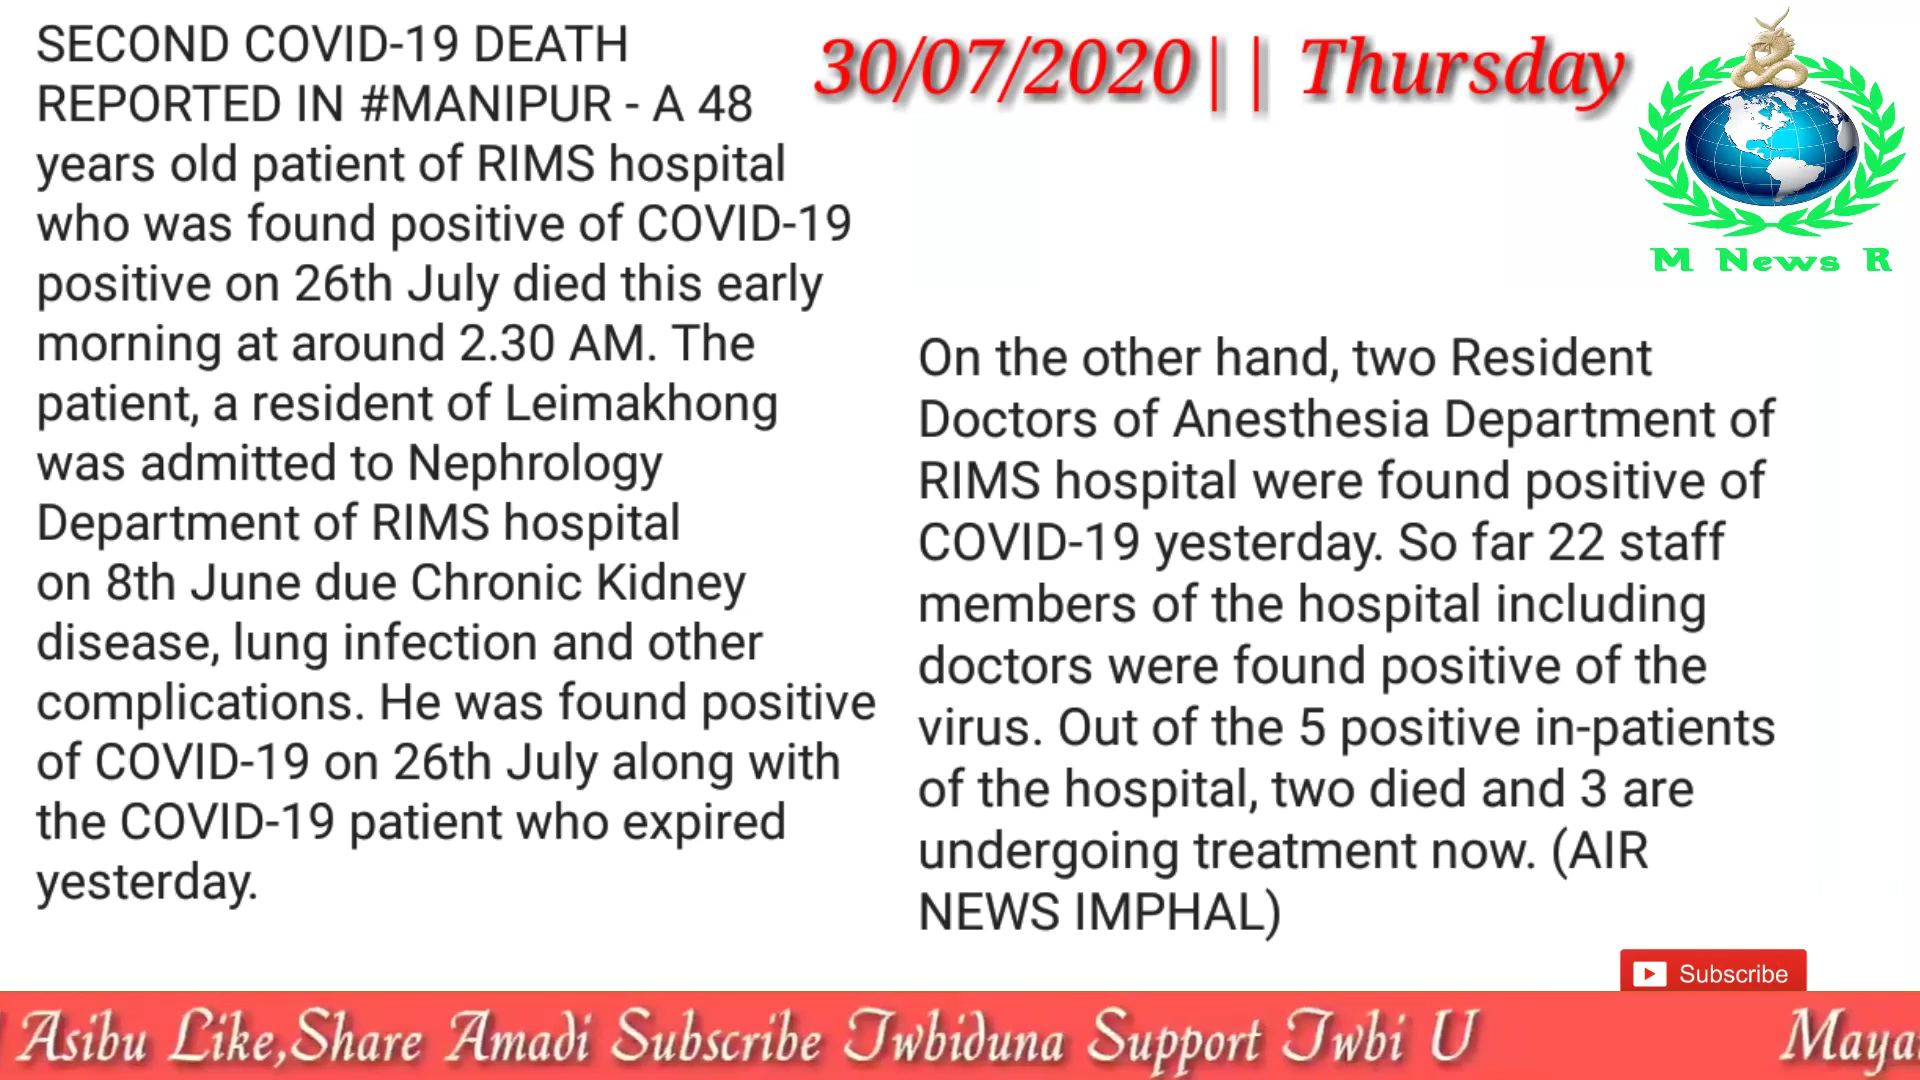 SECOND COVID-19 DEATH
REPORTED IN #MANIPUR - A 48
years old patient of RIMS hospital
who was found positive of COVID-19
positive on 26th July died this early
morning at around 2.30 AM. The
patient, a resident of Leimakhong
was admitted to Nephrology
Department of RIMS hospital
on 8th June due Chronic Kidney
disease, lung infection and other
complications. He was found positive
of COVID-19 on 26th July along with
the COVID-19 patient who expired
yesterday.
30/07/2020|| Thursday
M News R
On the other hand, two Resident
Doctors of Anesthesia Department of
RIMS hospital were found positive of
COVID-19 yesterday. So far 22 staff
members of the hospital including
doctors were found positive of the
virus. Out of the 5 positive in-patients
of the hospital, two died and 3 are
undergoing treatment now. (AIR
NEWS IMPHAL)
Subscribe
Asibu Like,Share Amadi Subscribe Twbiduna Support Twbi U